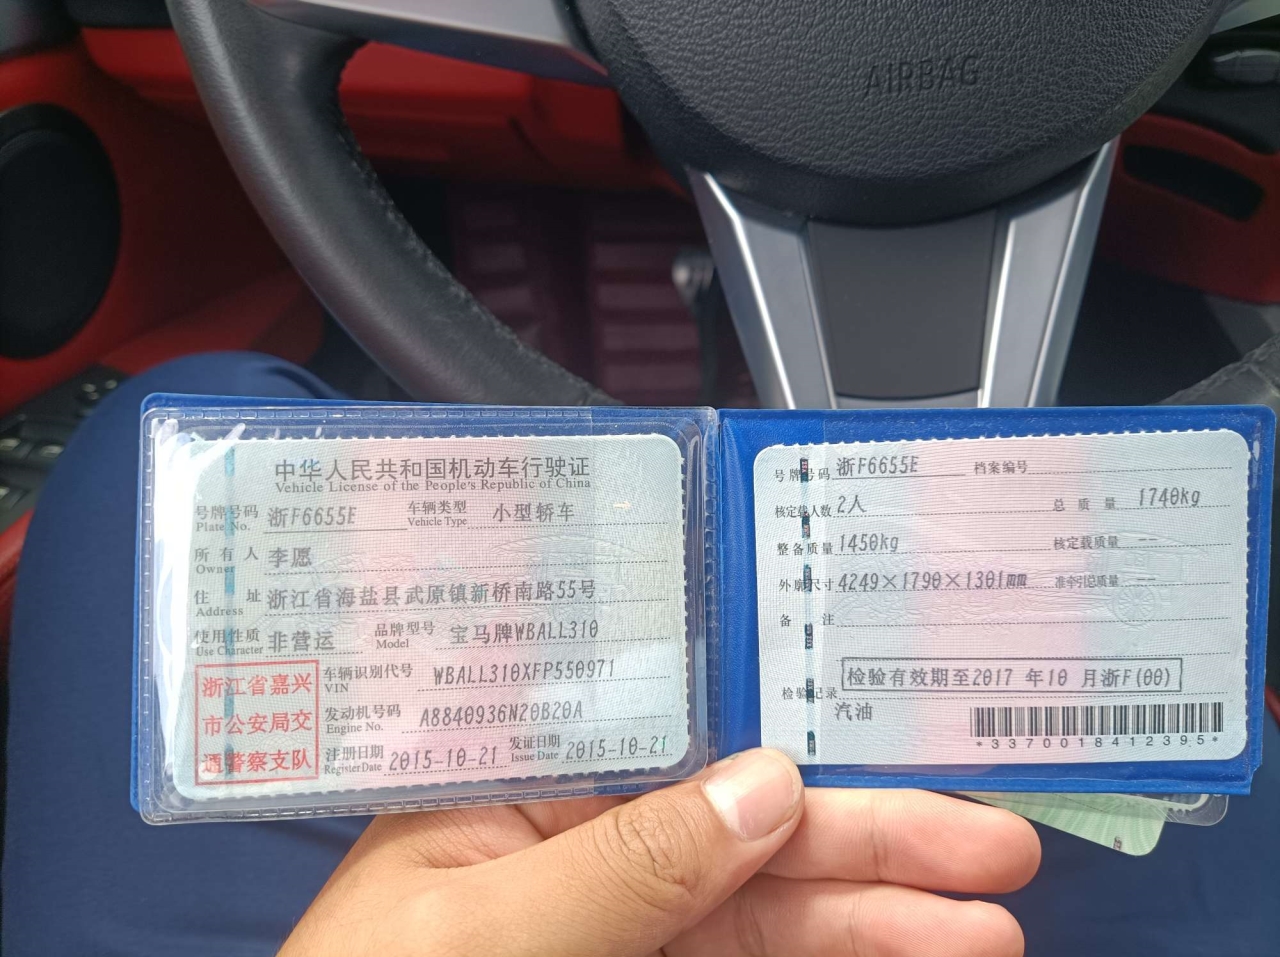 AIRBAG
中华人民共和国机动车行驶证
Vehicle License of the People's Republic of China
号牌号码 浙F6655E 车辆类型 小型轿车
Plate No. Vehicle Type
所有人 李愿
Owner
住址 浙江省海盐县武原镇新桥南路55号
Address
使用性质 非营运 品牌型号 宝马牌WBALL310
Use Character Model
浙江省嘉兴
市公安局交
通警察支队
车辆识别代号 WBALL310XFP550971
VIN
发动机号码 A8840936N20B20A
Engine No.
注册日期 2015-10-21 发证日期 2015-10-21
Register Date Issue Date
号牌号码 浙F6655E 档案编号
核定载人数 2人 总质量 1740kg
整备质量 1450kg 核定载质量 --
外廓尺寸 4249×1790×1301mm 准牵引总质量 --
备注
检验有效期至2017 年10 月浙F(00)
检验记录
汽油
*3370018412395*